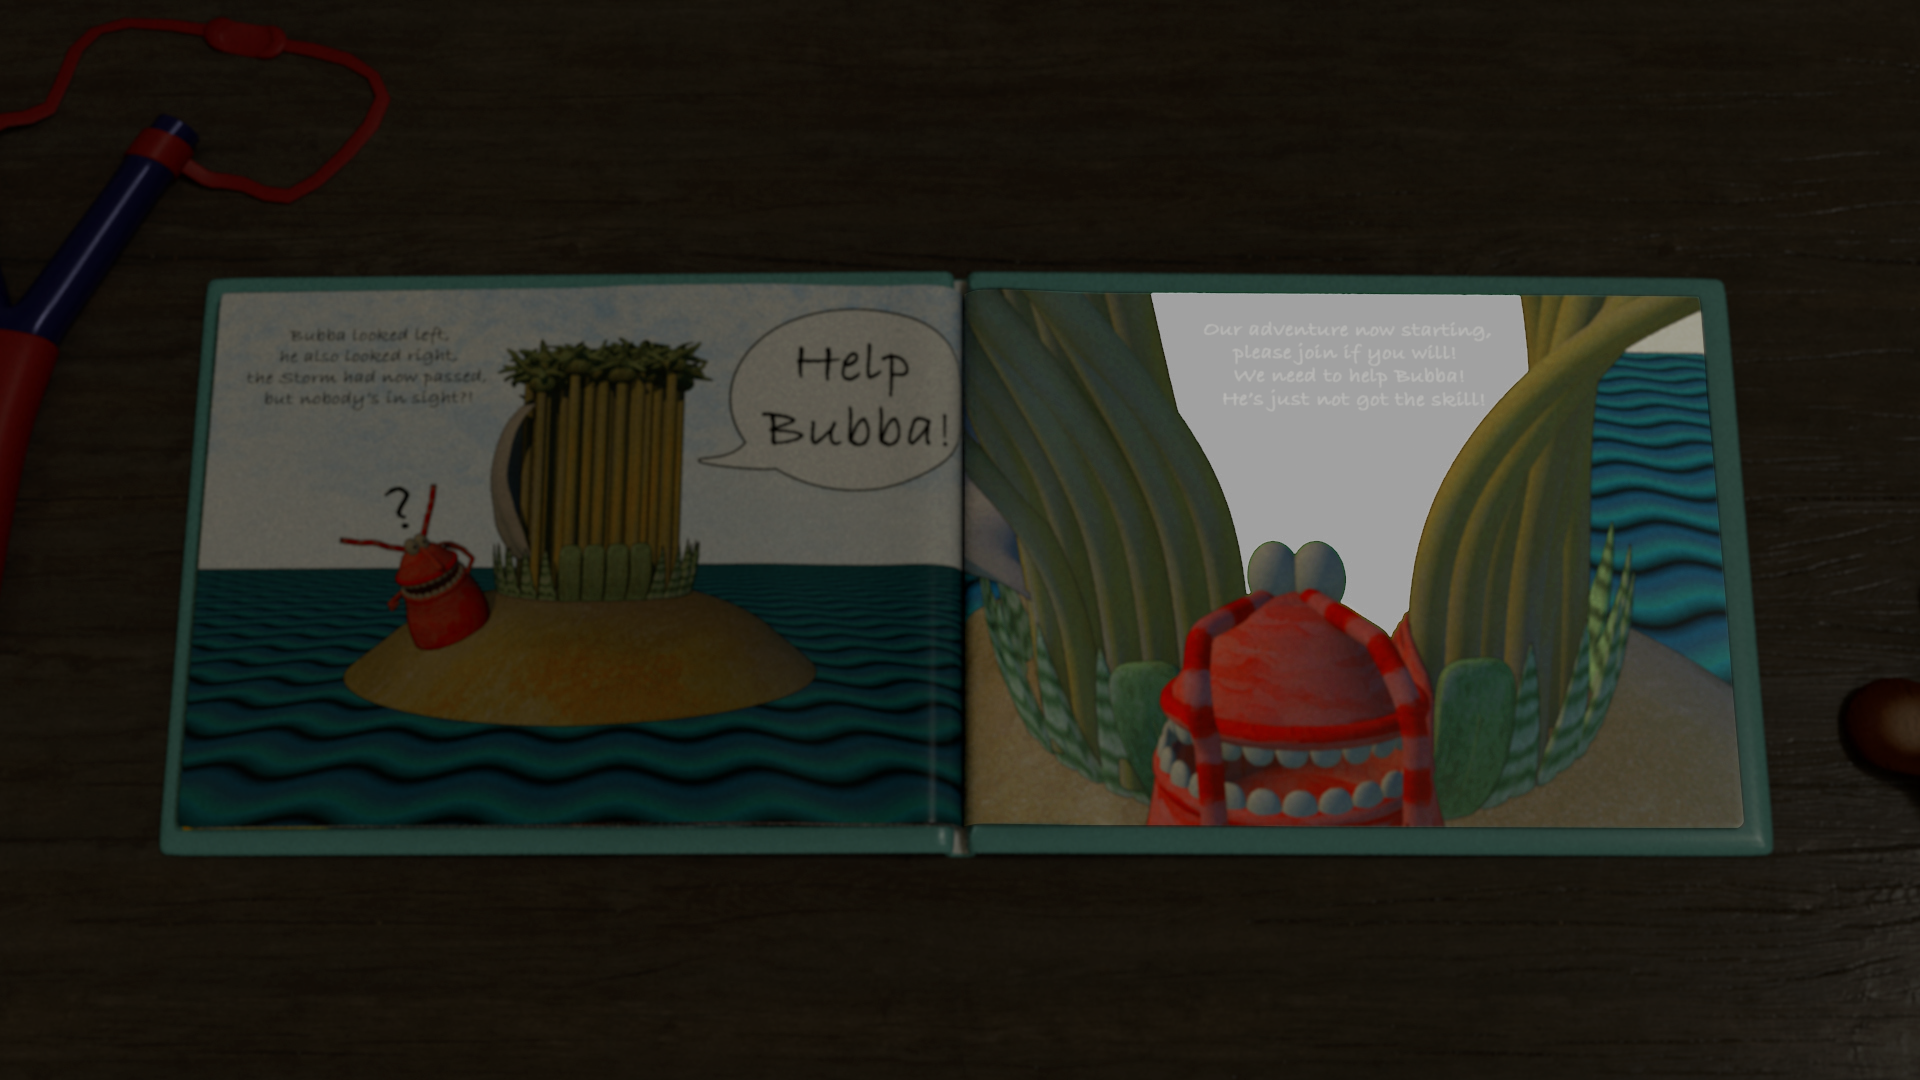 Bubba looked left,
he also looked right,
the Storm had now passed,
but nobody's in sight?!
?
Help
Bubba!
Our adventure now starting,
please join if you will!
We need to help Bubba!
He's just not got the skill!